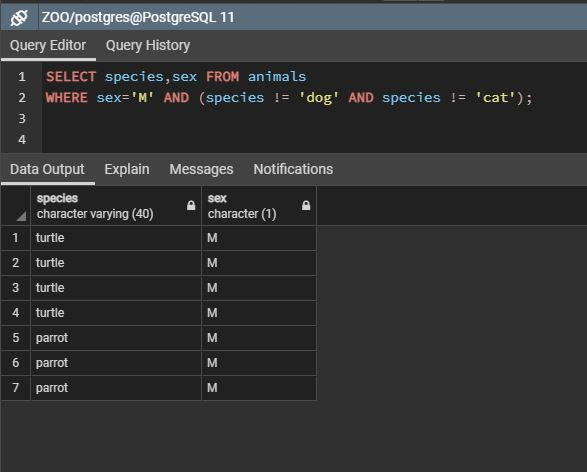 ZOO/postgres@PostgreSQL 11
Query Editor Query History
1 SELECT species,sex FROM animals
2 WHERE sex='M' AND (species != 'dog' AND species != 'cat');
3
4
Data Output Explain Messages Notifications
species sex
character varying (40) character (1)
1 turtle M
2 turtle M
3 turtle M
4 turtle M
5 parrot M
6 parrot M
7 parrot M